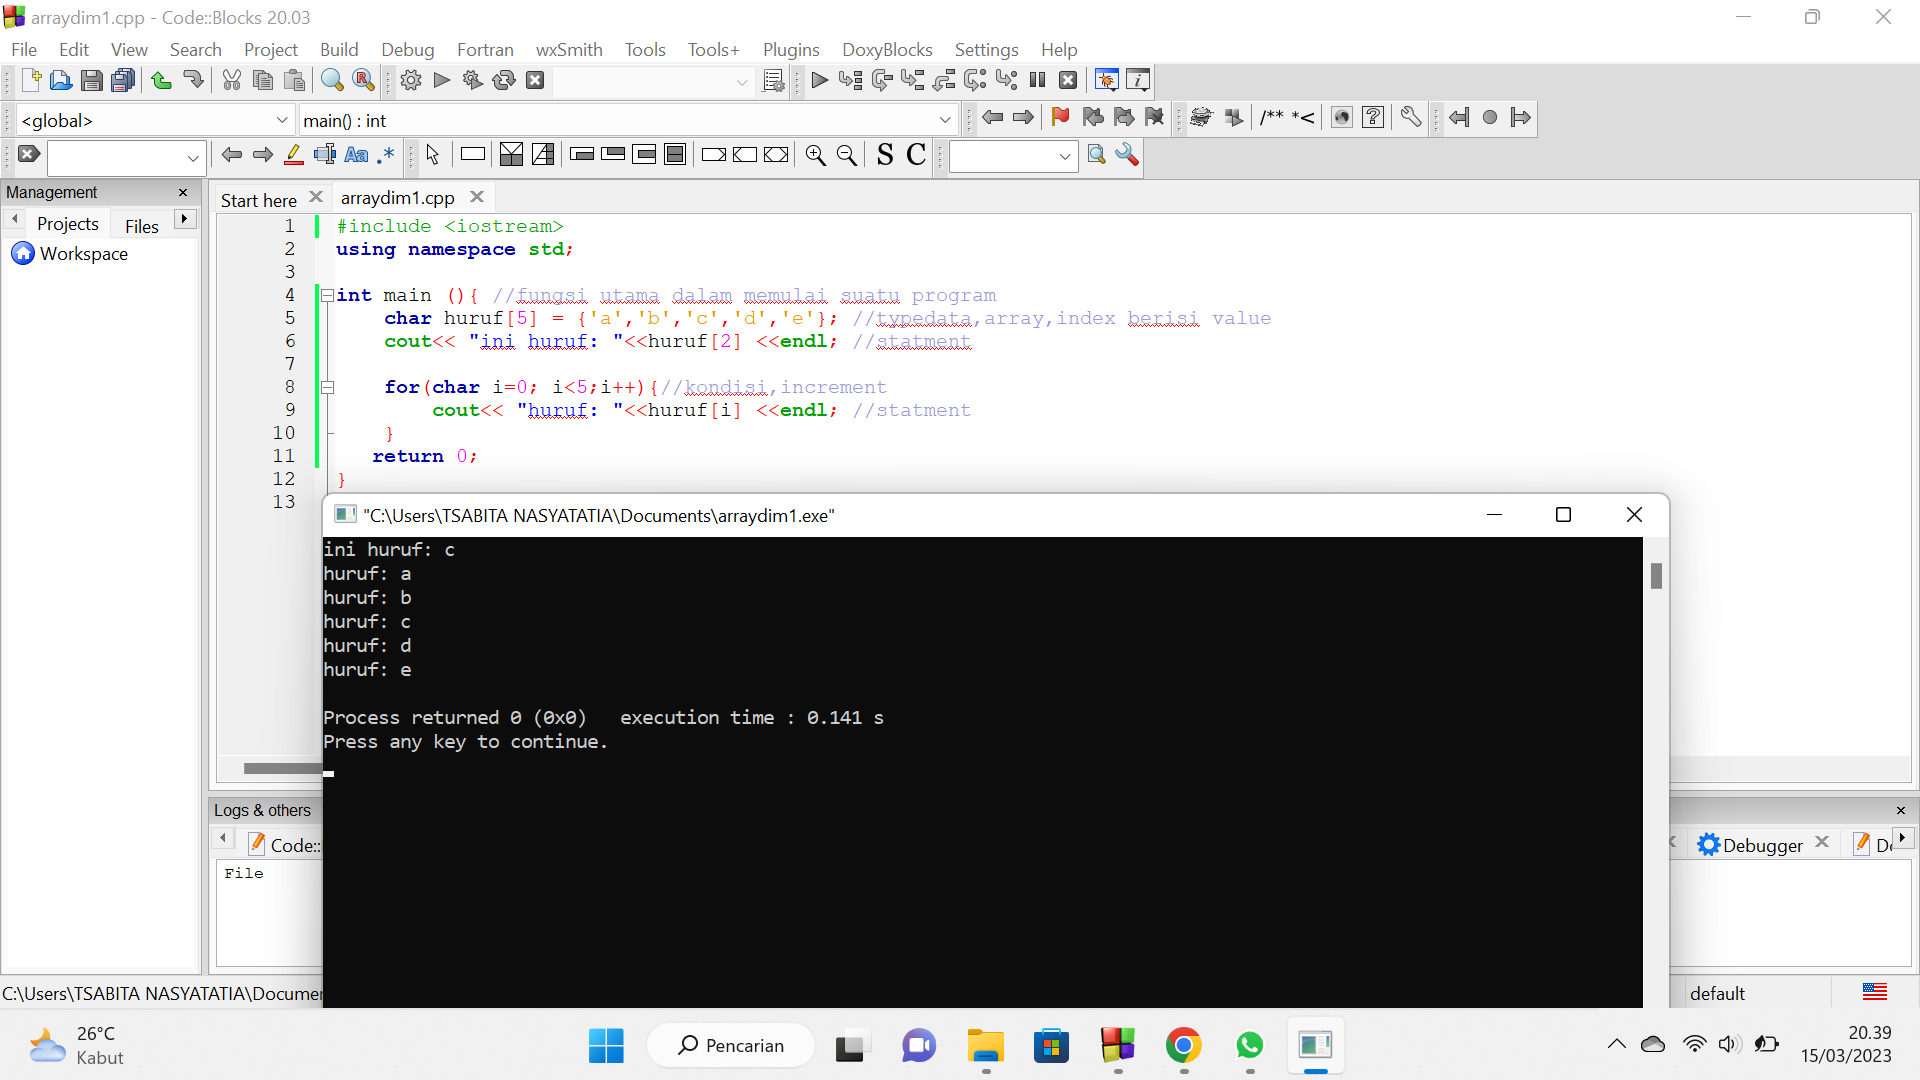 arraydim1.cpp - Code::Blocks 20.03
File Edit View Search Project Build Debug Fortran wxSmith Tools Tools+ Plugins DoxyBlocks Settings Help
<global> main() : int /** *<
Aa .* S C
Management
Projects Files
Workspace
Start here arraydim1.cpp
1 #include <iostream>
2 using namespace std;
3
4 int main (){ //fungsi utama dalam memulai suatu program
5 char huruf[5] = {'a','b','c','d','e'}; //typedata,array,index berisi value
6 cout<< "ini huruf: "<<huruf[2] <<endl; //statment
7
8 for(char i=0; i<5;i++){//kondisi,increment
9 cout<< "huruf: "<<huruf[i] <<endl; //statment
10 }
11 return 0;
12 }
13
"C:\Users\TSABITA NASYATATIA\Documents\arraydim1.exe"
ini huruf: c
huruf: a
huruf: b
huruf: c
huruf: d
huruf: e
Process returned 0 (0x0) execution time : 0.141 s
Press any key to continue.
Logs & others
Code:: Debugger
File
C:\Users\TSABITA NASYATATIA\Documen default
26°C
Kabut
Pencarian
20.39
15/03/2023